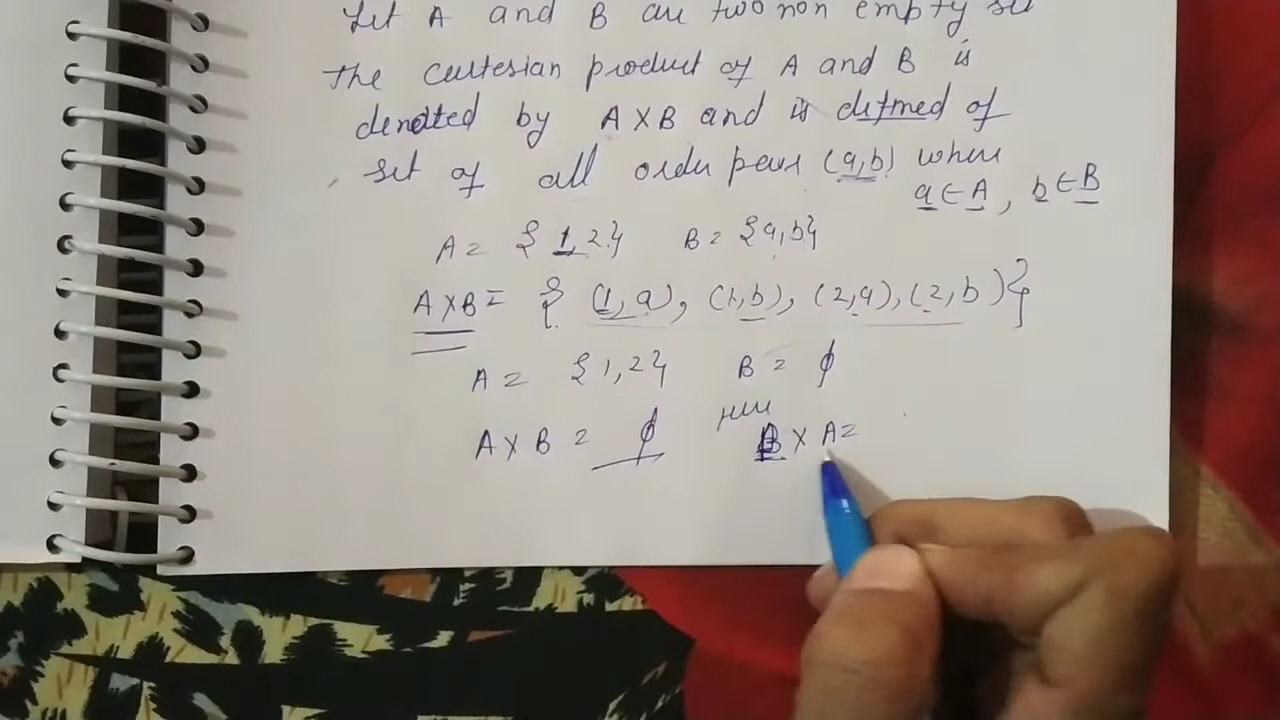 Let A and B are two non empty set
The cartesian product of A and B is
denoted by A X B and is defined of
set of all order pears (a,b) where
a ∈ A, b ∈ B
A = {1, 2} B = {a, b}
A X B = { (1, a), (1, b), (2, a), (2, b) }
A = {1, 2} B = ϕ
A X B = ϕ
B X A =